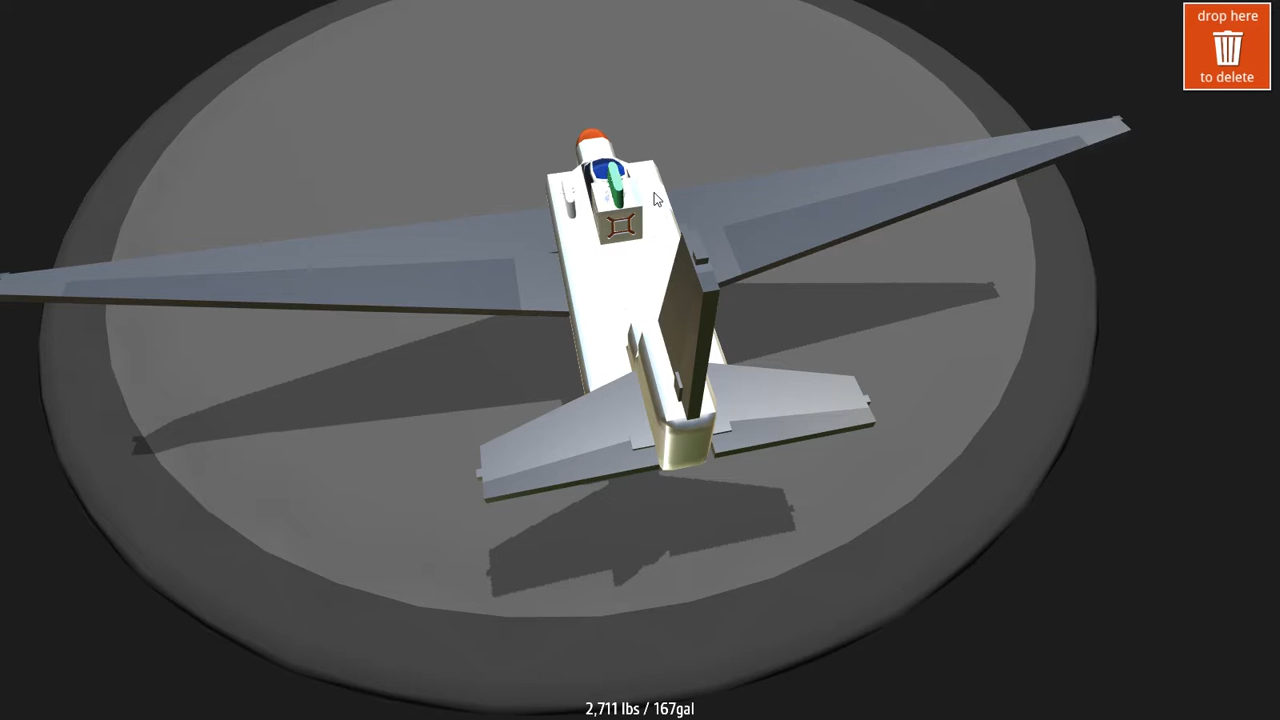 drop here
to delete
2,711 lbs / 167gal